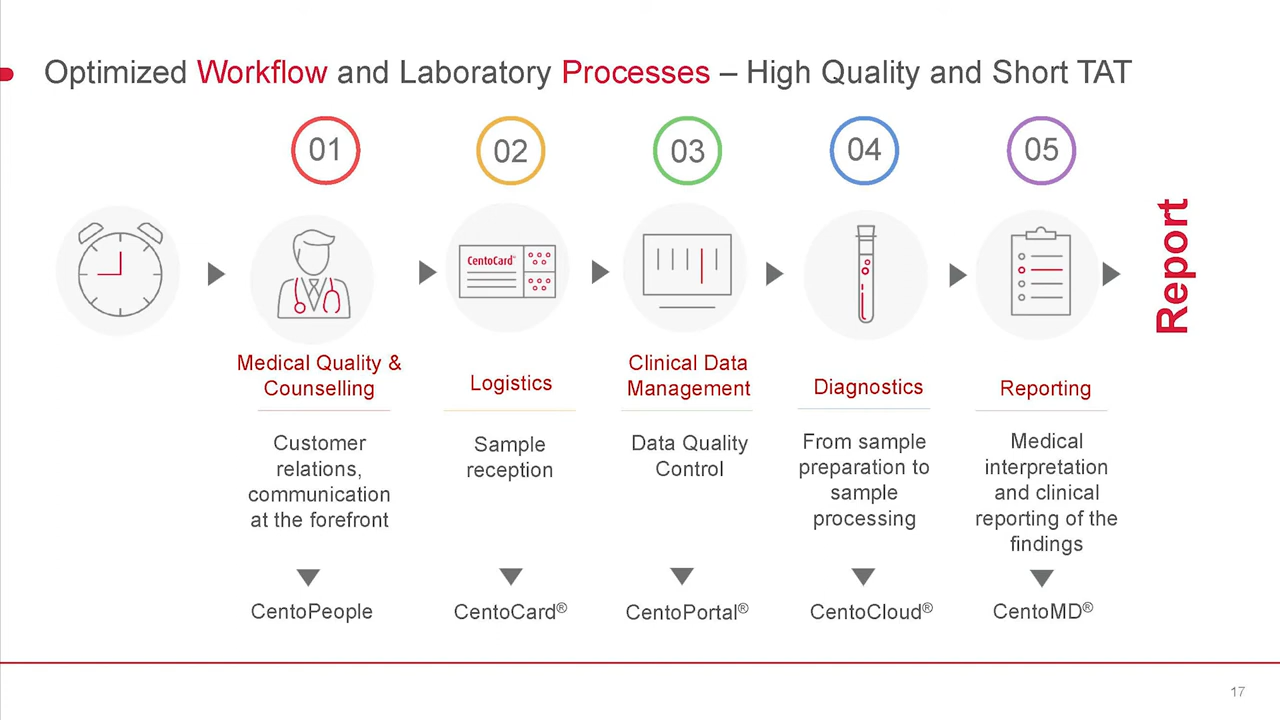 Optimized Workflow and Laboratory Processes – High Quality and Short TAT
01
02
03
04
05
CentoCard™
Report
Medical Quality &
Counselling
Logistics
Clinical Data
Management
Diagnostics
Reporting
Customer
relations,
communication
at the forefront
Sample
reception
Data Quality
Control
From sample
preparation to
sample
processing
Medical
interpretation
and clinical
reporting of the
findings
CentoPeople
CentoCard®
CentoPortal®
CentoCloud®
CentoMD®
17